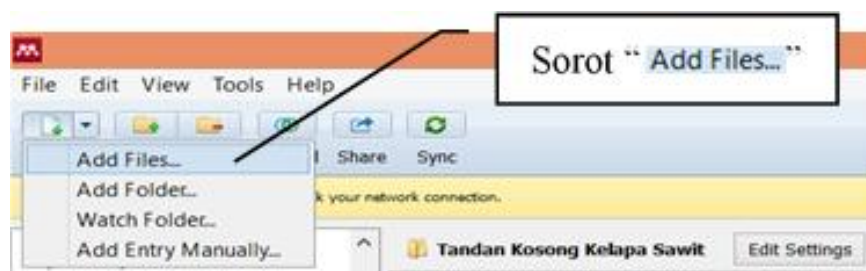 Sorot “ Add Files... ”
File Edit View Tools Help
Add Files... Share Sync
Add Folder... your network connection.
Watch Folder...
Add Entry Manually... Tandan Kosong Kelapa Sawit Edit Settings